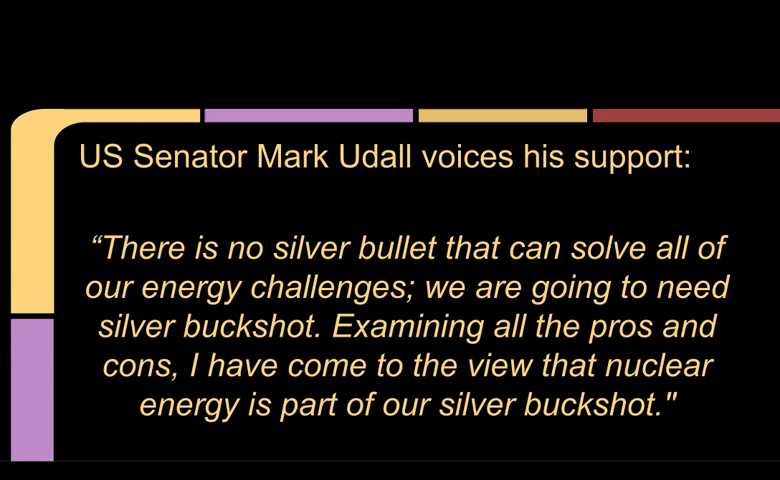 US Senator Mark Udall voices his support:
“There is no silver bullet that can solve all of
our energy challenges; we are going to need
silver buckshot. Examining all the pros and
cons, I have come to the view that nuclear
energy is part of our silver buckshot."